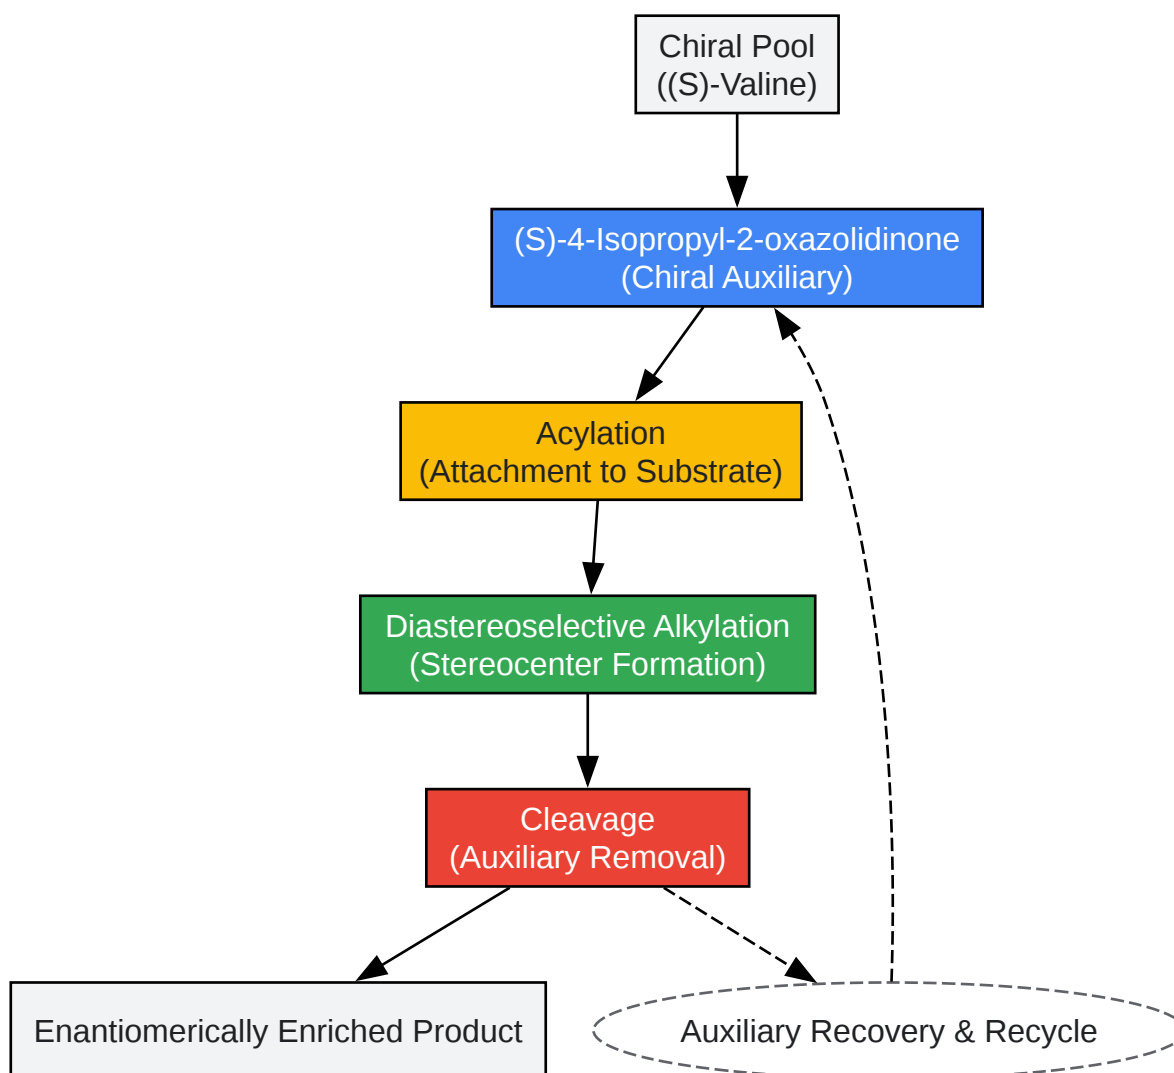 Chiral Pool
((S)-Valine)
(S)-4-Isopropyl-2-oxazolidinone
(Chiral Auxiliary)
Acylation
(Attachment to Substrate)
Diastereoselective Alkylation
(Stereocenter Formation)
Cleavage
(Auxiliary Removal)
Enantiomerically Enriched Product
Auxiliary Recovery & Recycle